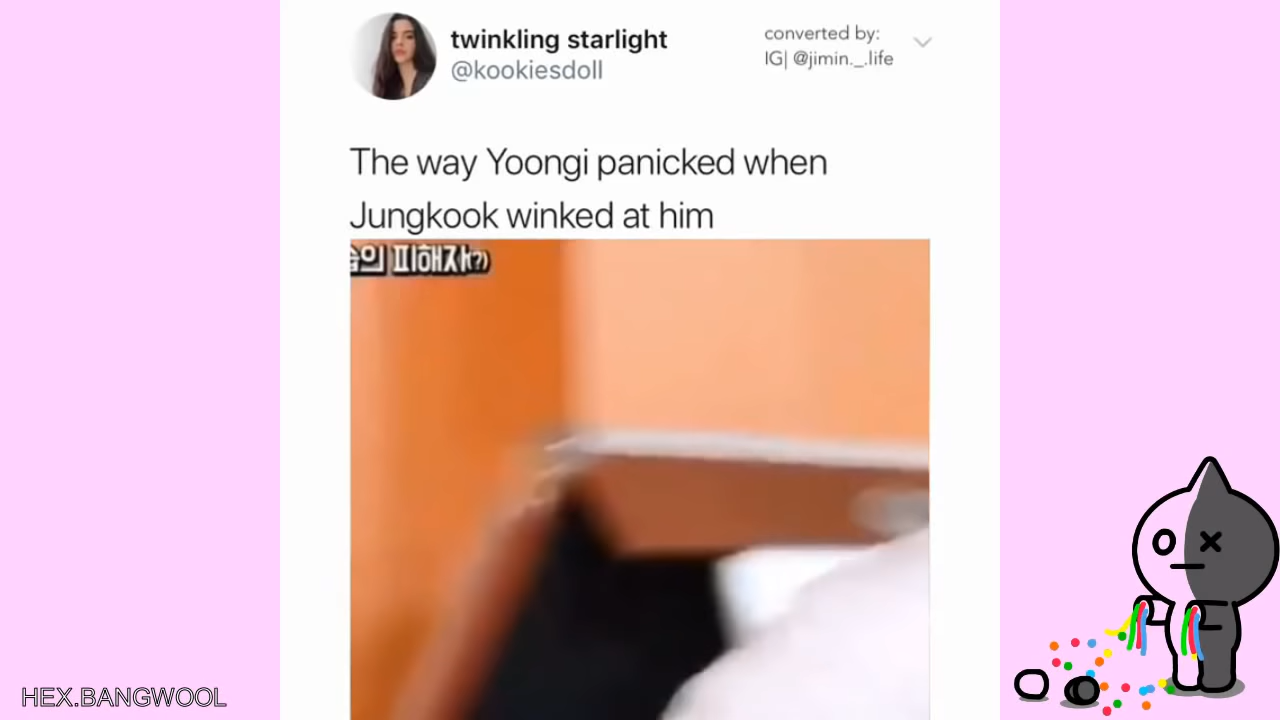 twinkling starlight
@kookiesdoll
converted by:
IG| @jimin._.life
The way Yoongi panicked when
Jungkook winked at him
의 피해자(?)
HEX.BANGWOOL